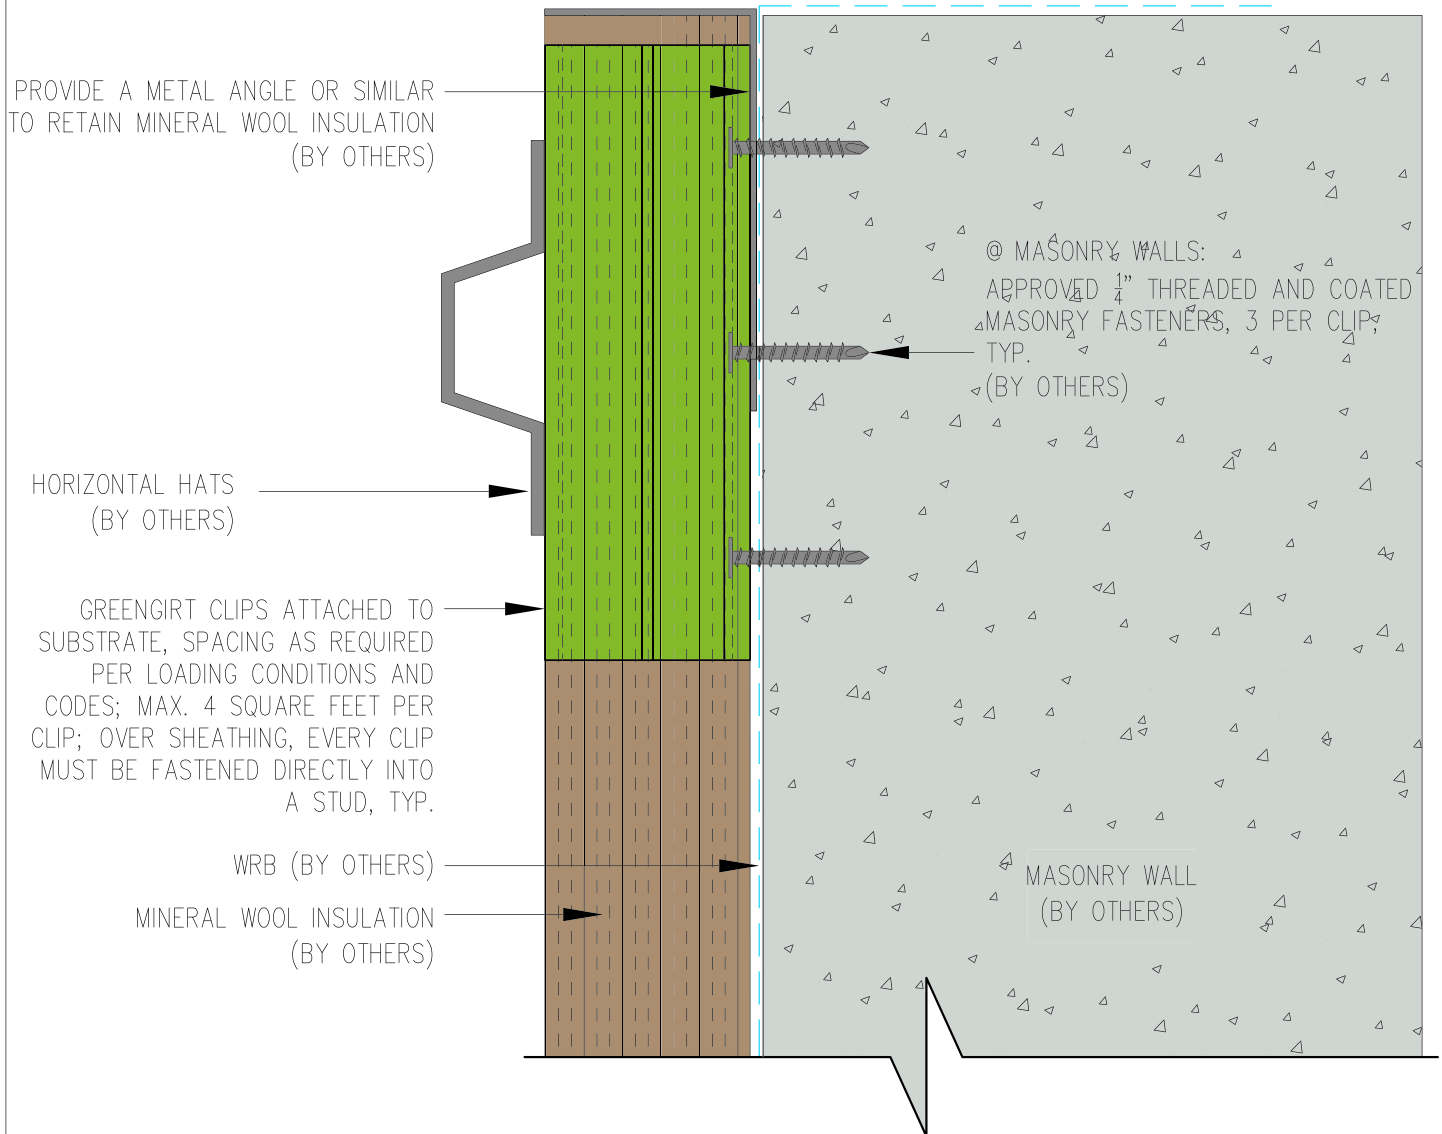 PROVIDE A METAL ANGLE OR SIMILAR
TO RETAIN MINERAL WOOL INSULATION
(BY OTHERS)
@ MASONRY WALLS:
APPROVED 1/4" THREADED AND COATED
MASONRY FASTENERS, 3 PER CLIP,
TYP.
(BY OTHERS)
HORIZONTAL HATS
(BY OTHERS)
GREENGIRT CLIPS ATTACHED TO
SUBSTRATE, SPACING AS REQUIRED
PER LOADING CONDITIONS AND
CODES; MAX. 4 SQUARE FEET PER
CLIP; OVER SHEATHING, EVERY CLIP
MUST BE FASTENED DIRECTLY INTO
A STUD, TYP.
WRB (BY OTHERS)
MINERAL WOOL INSULATION
(BY OTHERS)
MASONRY WALL
(BY OTHERS)